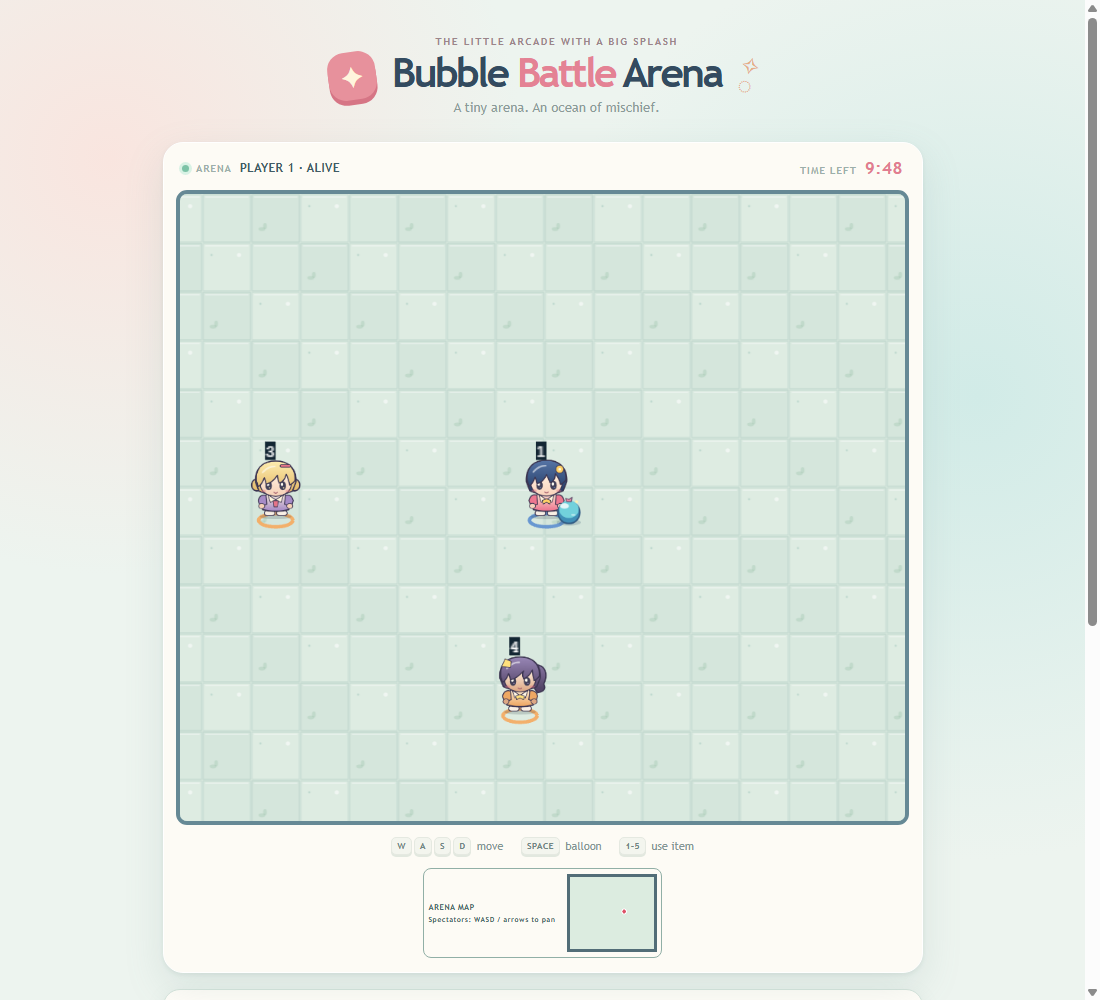 THE LITTLE ARCADE WITH A BIG SPLASH
Bubble Battle Arena
A tiny arena. An ocean of mischief.
ARENA PLAYER 1 · ALIVE
TIME LEFT 9:48
3
1
4
W A S D move SPACE balloon 1-5 use item
ARENA MAP
Spectators: WASD / arrows to pan